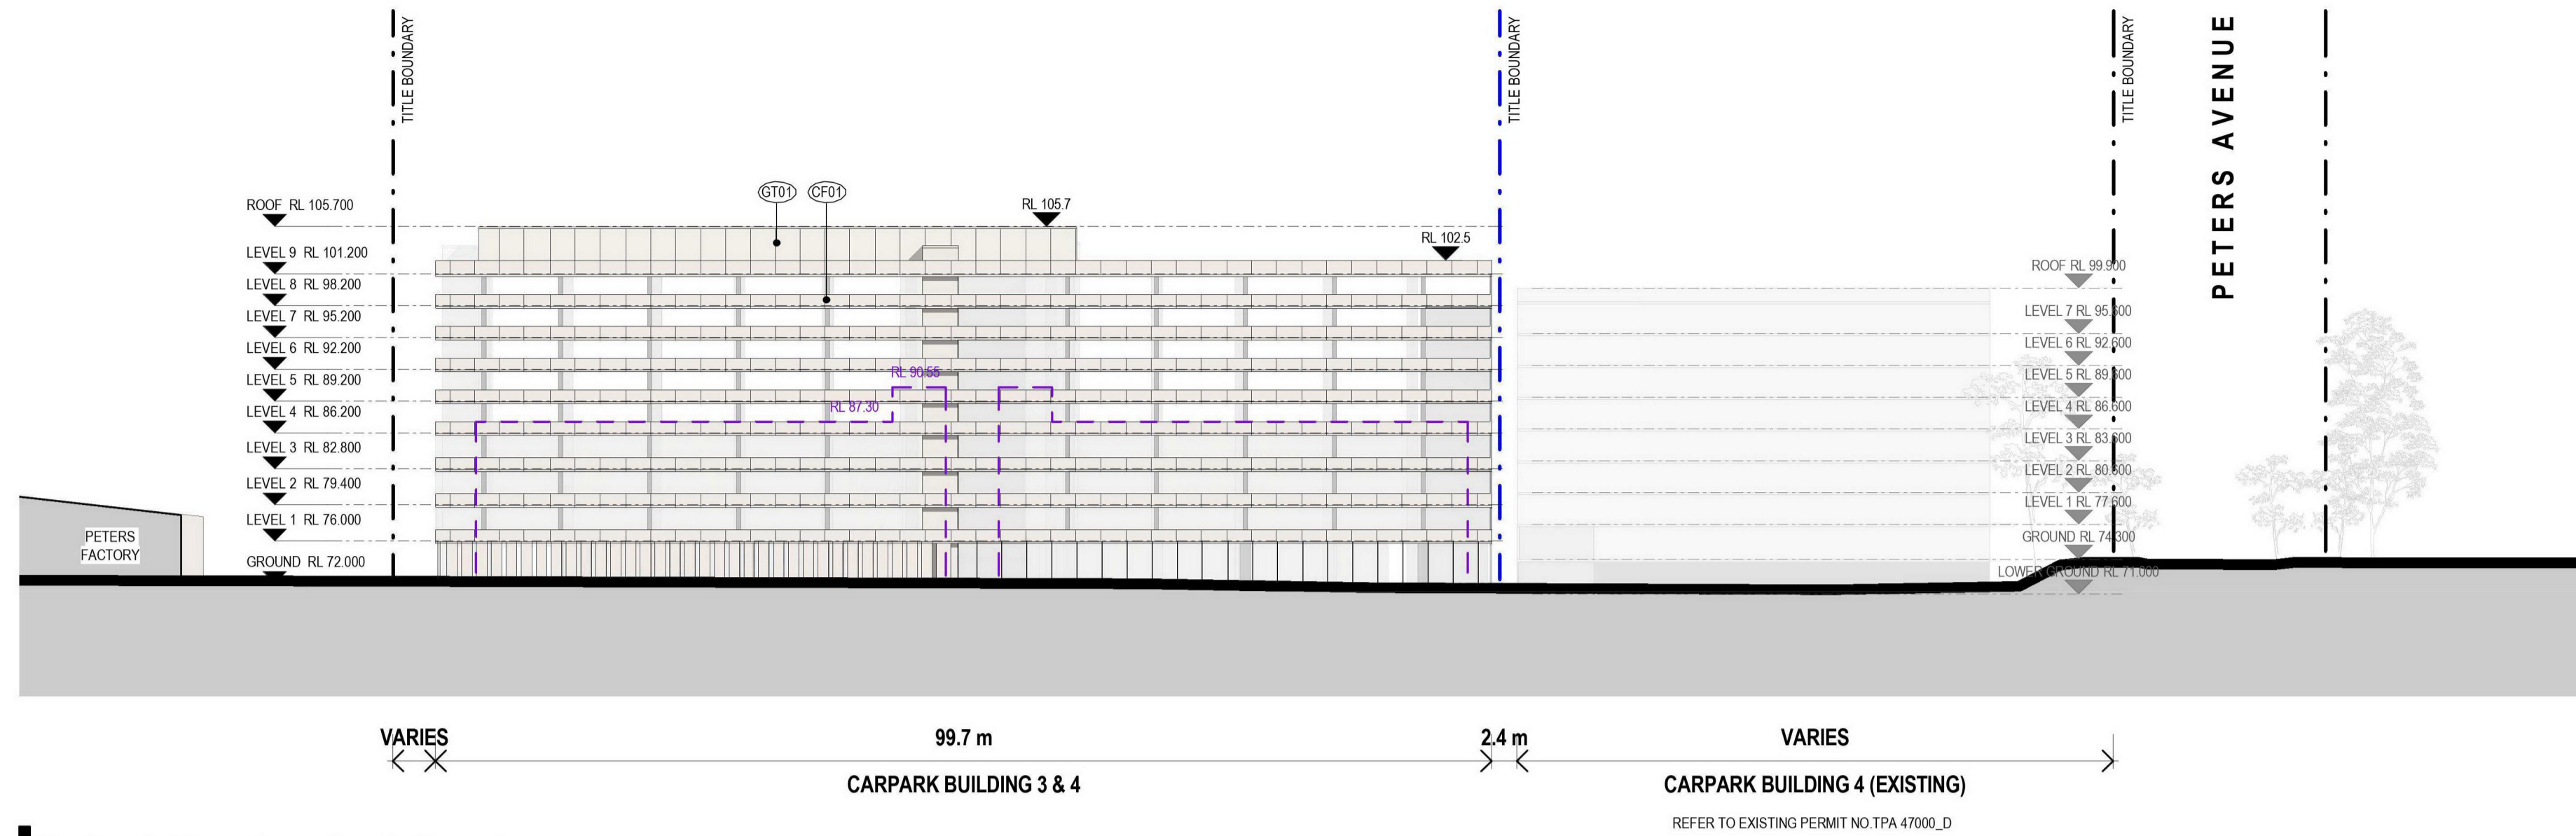 TITLE BOUNDARY
TITLE BOUNDARY
TITLE BOUNDARY
PETERS AVENUE
GT01
CF01
ROOF RL 105.700
LEVEL 9 RL 101.200
LEVEL 8 RL 98.200
LEVEL 7 RL 95.200
LEVEL 6 RL 92.200
LEVEL 5 RL 89.200
LEVEL 4 RL 86.200
LEVEL 3 RL 82.800
LEVEL 2 RL 79.400
LEVEL 1 RL 76.000
GROUND RL 72.000
RL 105.7
RL 102.5
RL 90.55
RL 87.30
PETERS
FACTORY
ROOF RL 99.900
LEVEL 7 RL 95.600
LEVEL 6 RL 92.600
LEVEL 5 RL 89.600
LEVEL 4 RL 86.600
LEVEL 3 RL 83.600
LEVEL 2 RL 80.600
LEVEL 1 RL 77.600
GROUND RL 74.300
LOWER GROUND RL 71.000
VARIES
99.7 m
2.4 m
VARIES
CARPARK BUILDING 3 & 4
CARPARK BUILDING 4 (EXISTING)
REFER TO EXISTING PERMIT NO.TPA 47000_D